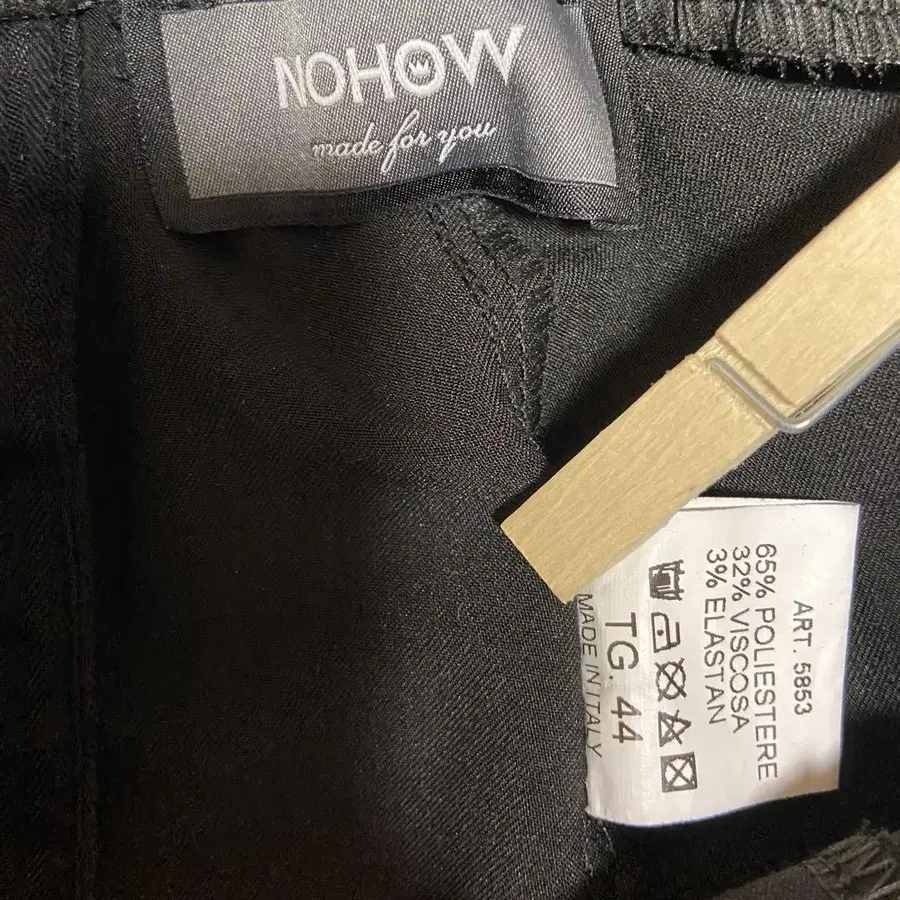 NOHOW
made for you
ART. 5853
65% POLIESTERE
32% VISCOSA
3% ELASTAN
TG. 44
MADE IN ITALY